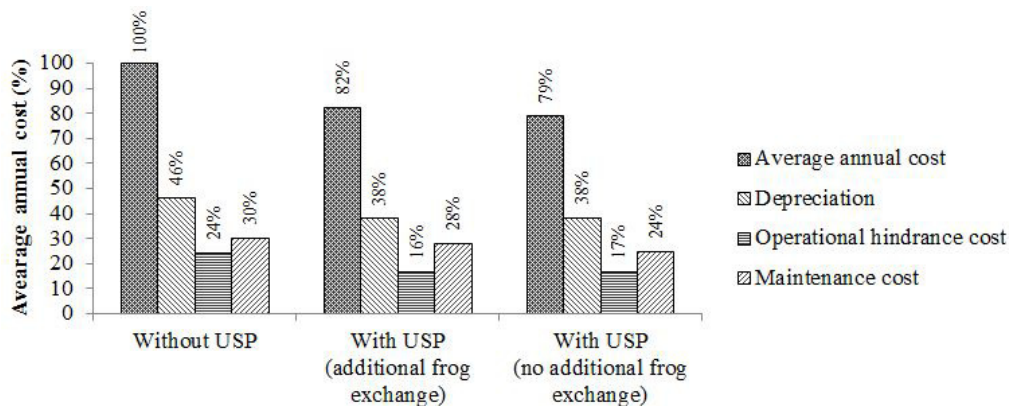 Avearage annual cost (%)
100
90
80
70
60
50
40
30
20
10
0
100%
46%
24%
30%
82%
38%
16%
28%
79%
38%
17%
24%
Without USP
With USP
(additional frog
exchange)
With USP
(no additional frog
exchange)
Average annual cost
Depreciation
Operational hindrance cost
Maintenance cost